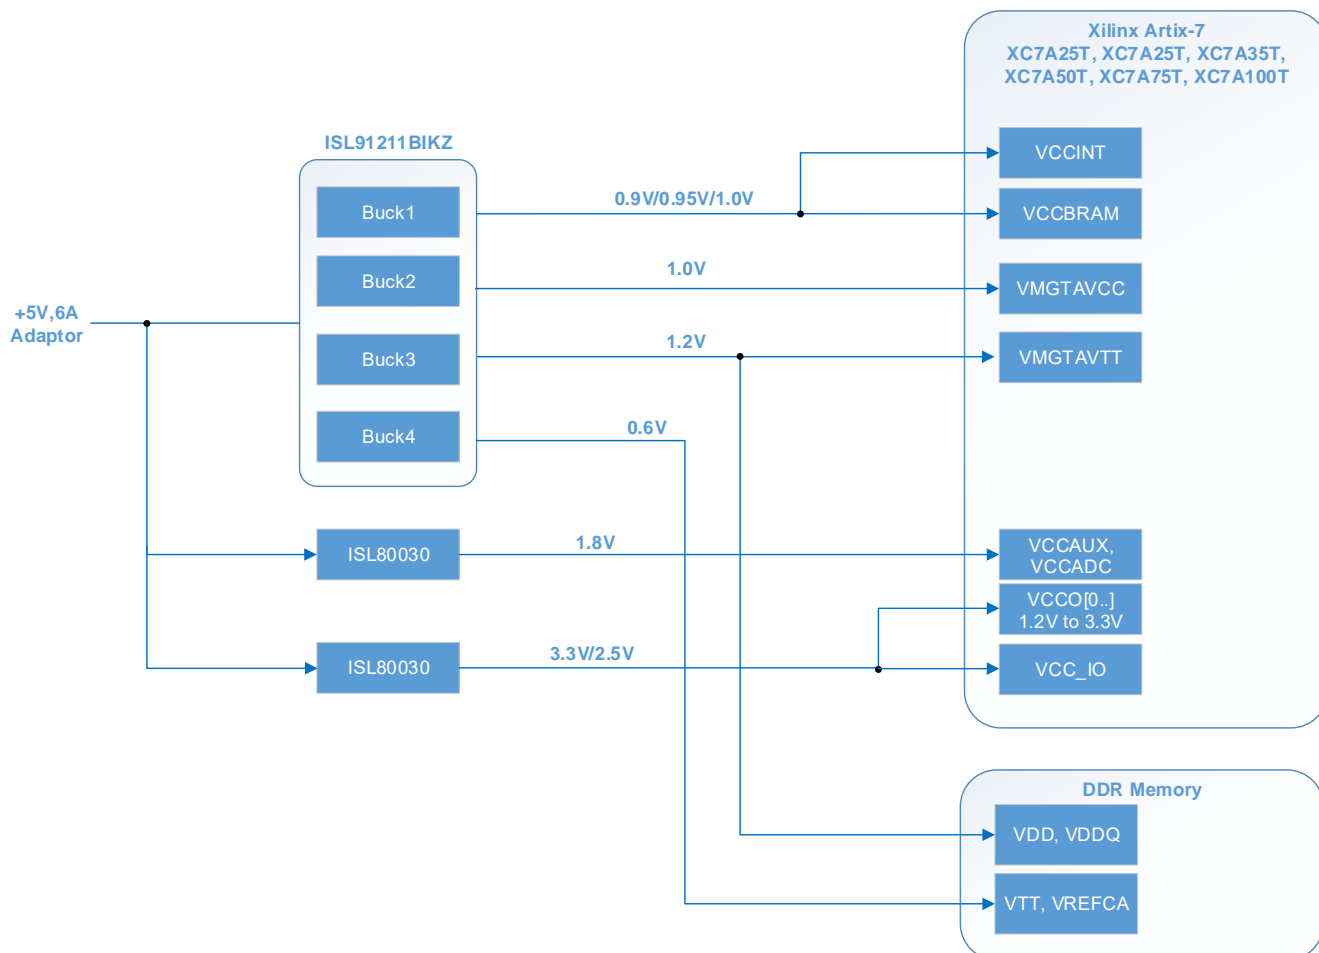 Xilinx Artix-7
XC7A25T, XC7A25T, XC7A35T,
XC7A50T, XC7A75T, XC7A100T
ISL91211BIKZ
VCCINT
Buck1
0.9V/0.95V/1.0V
VCCBRAM
Buck2
1.0V
VMGTAVCC
+5V,6A
Adaptor
Buck3
1.2V
VMGTAVTT
Buck4
0.6V
ISL80030
1.8V
VCCAUX,
VCCADC
VCCO[0..]
1.2V to 3.3V
ISL80030
3.3V/2.5V
VCC_IO
DDR Memory
VDD, VDDQ
VTT, VREFCA